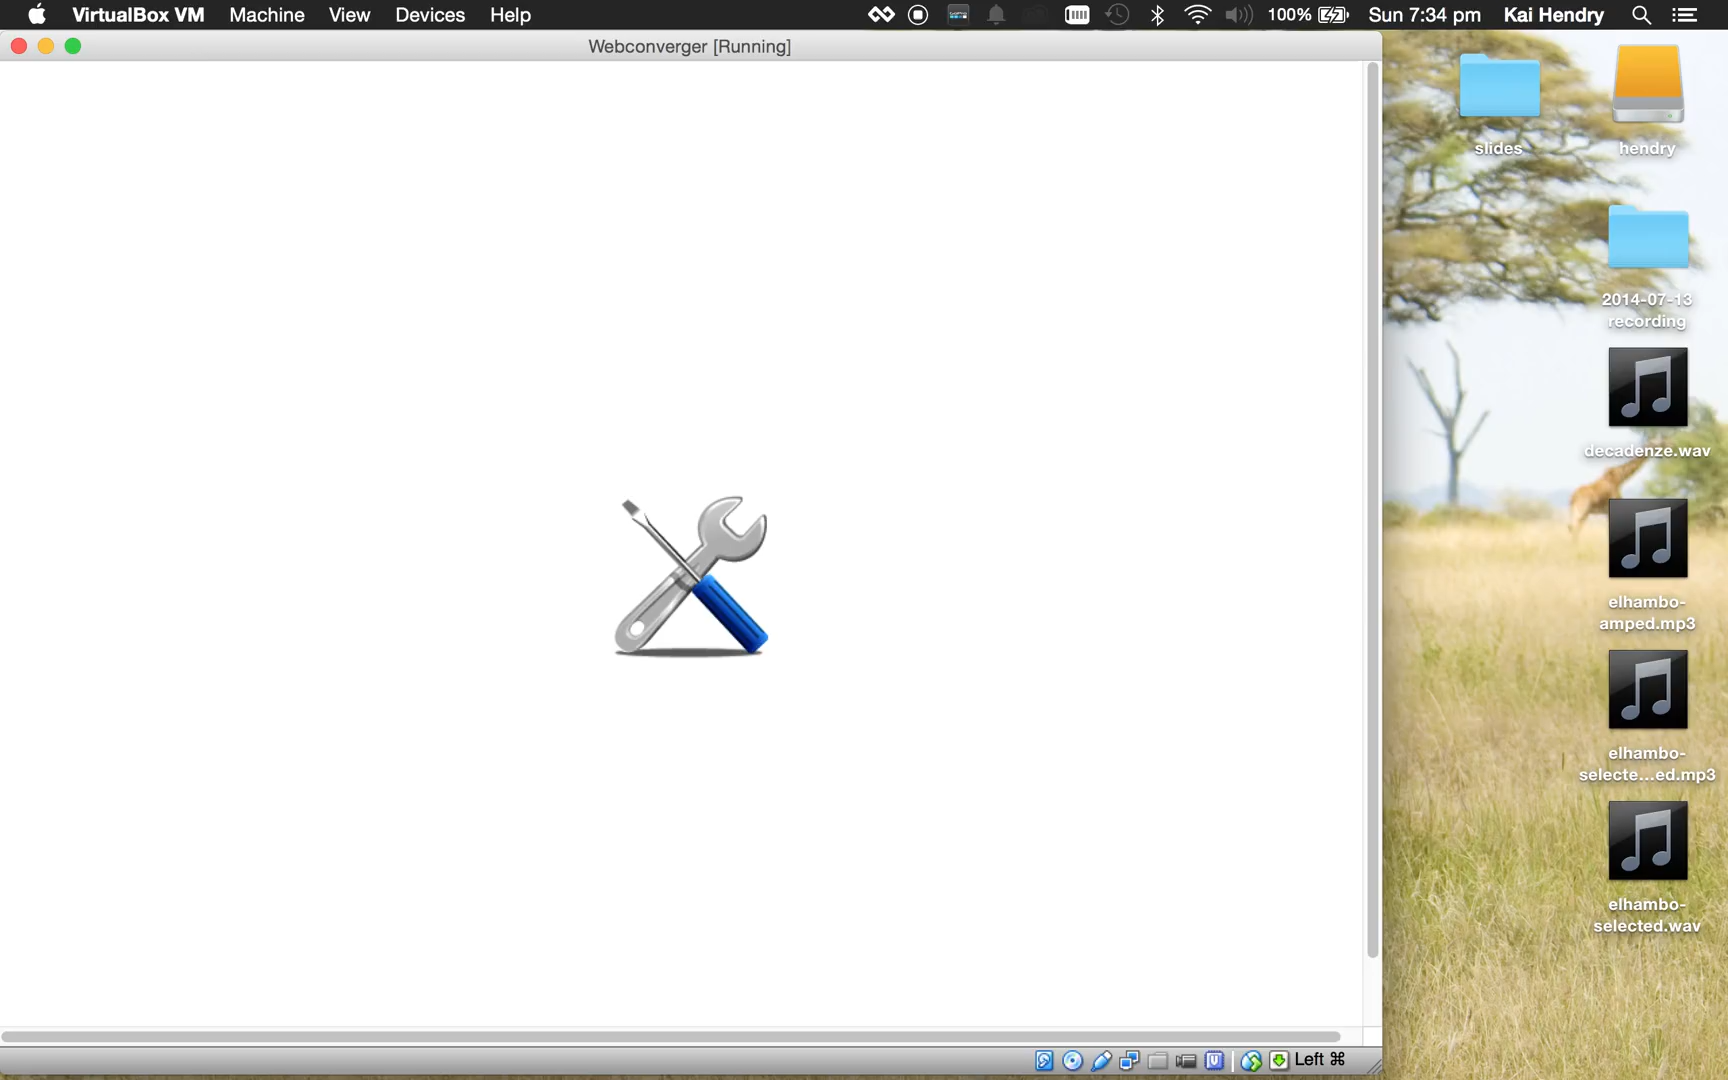 VirtualBox VM Machine View Devices Help 100% Sun 7:34 pm Kai Hendry
Webconverger [Running]
slides
hendry
2014-07-13
recording
decadenze.wav
elhambo-
amped.mp3
elhambo-
selecte...ed.mp3
elhambo-
selected.wav
Left ⌘